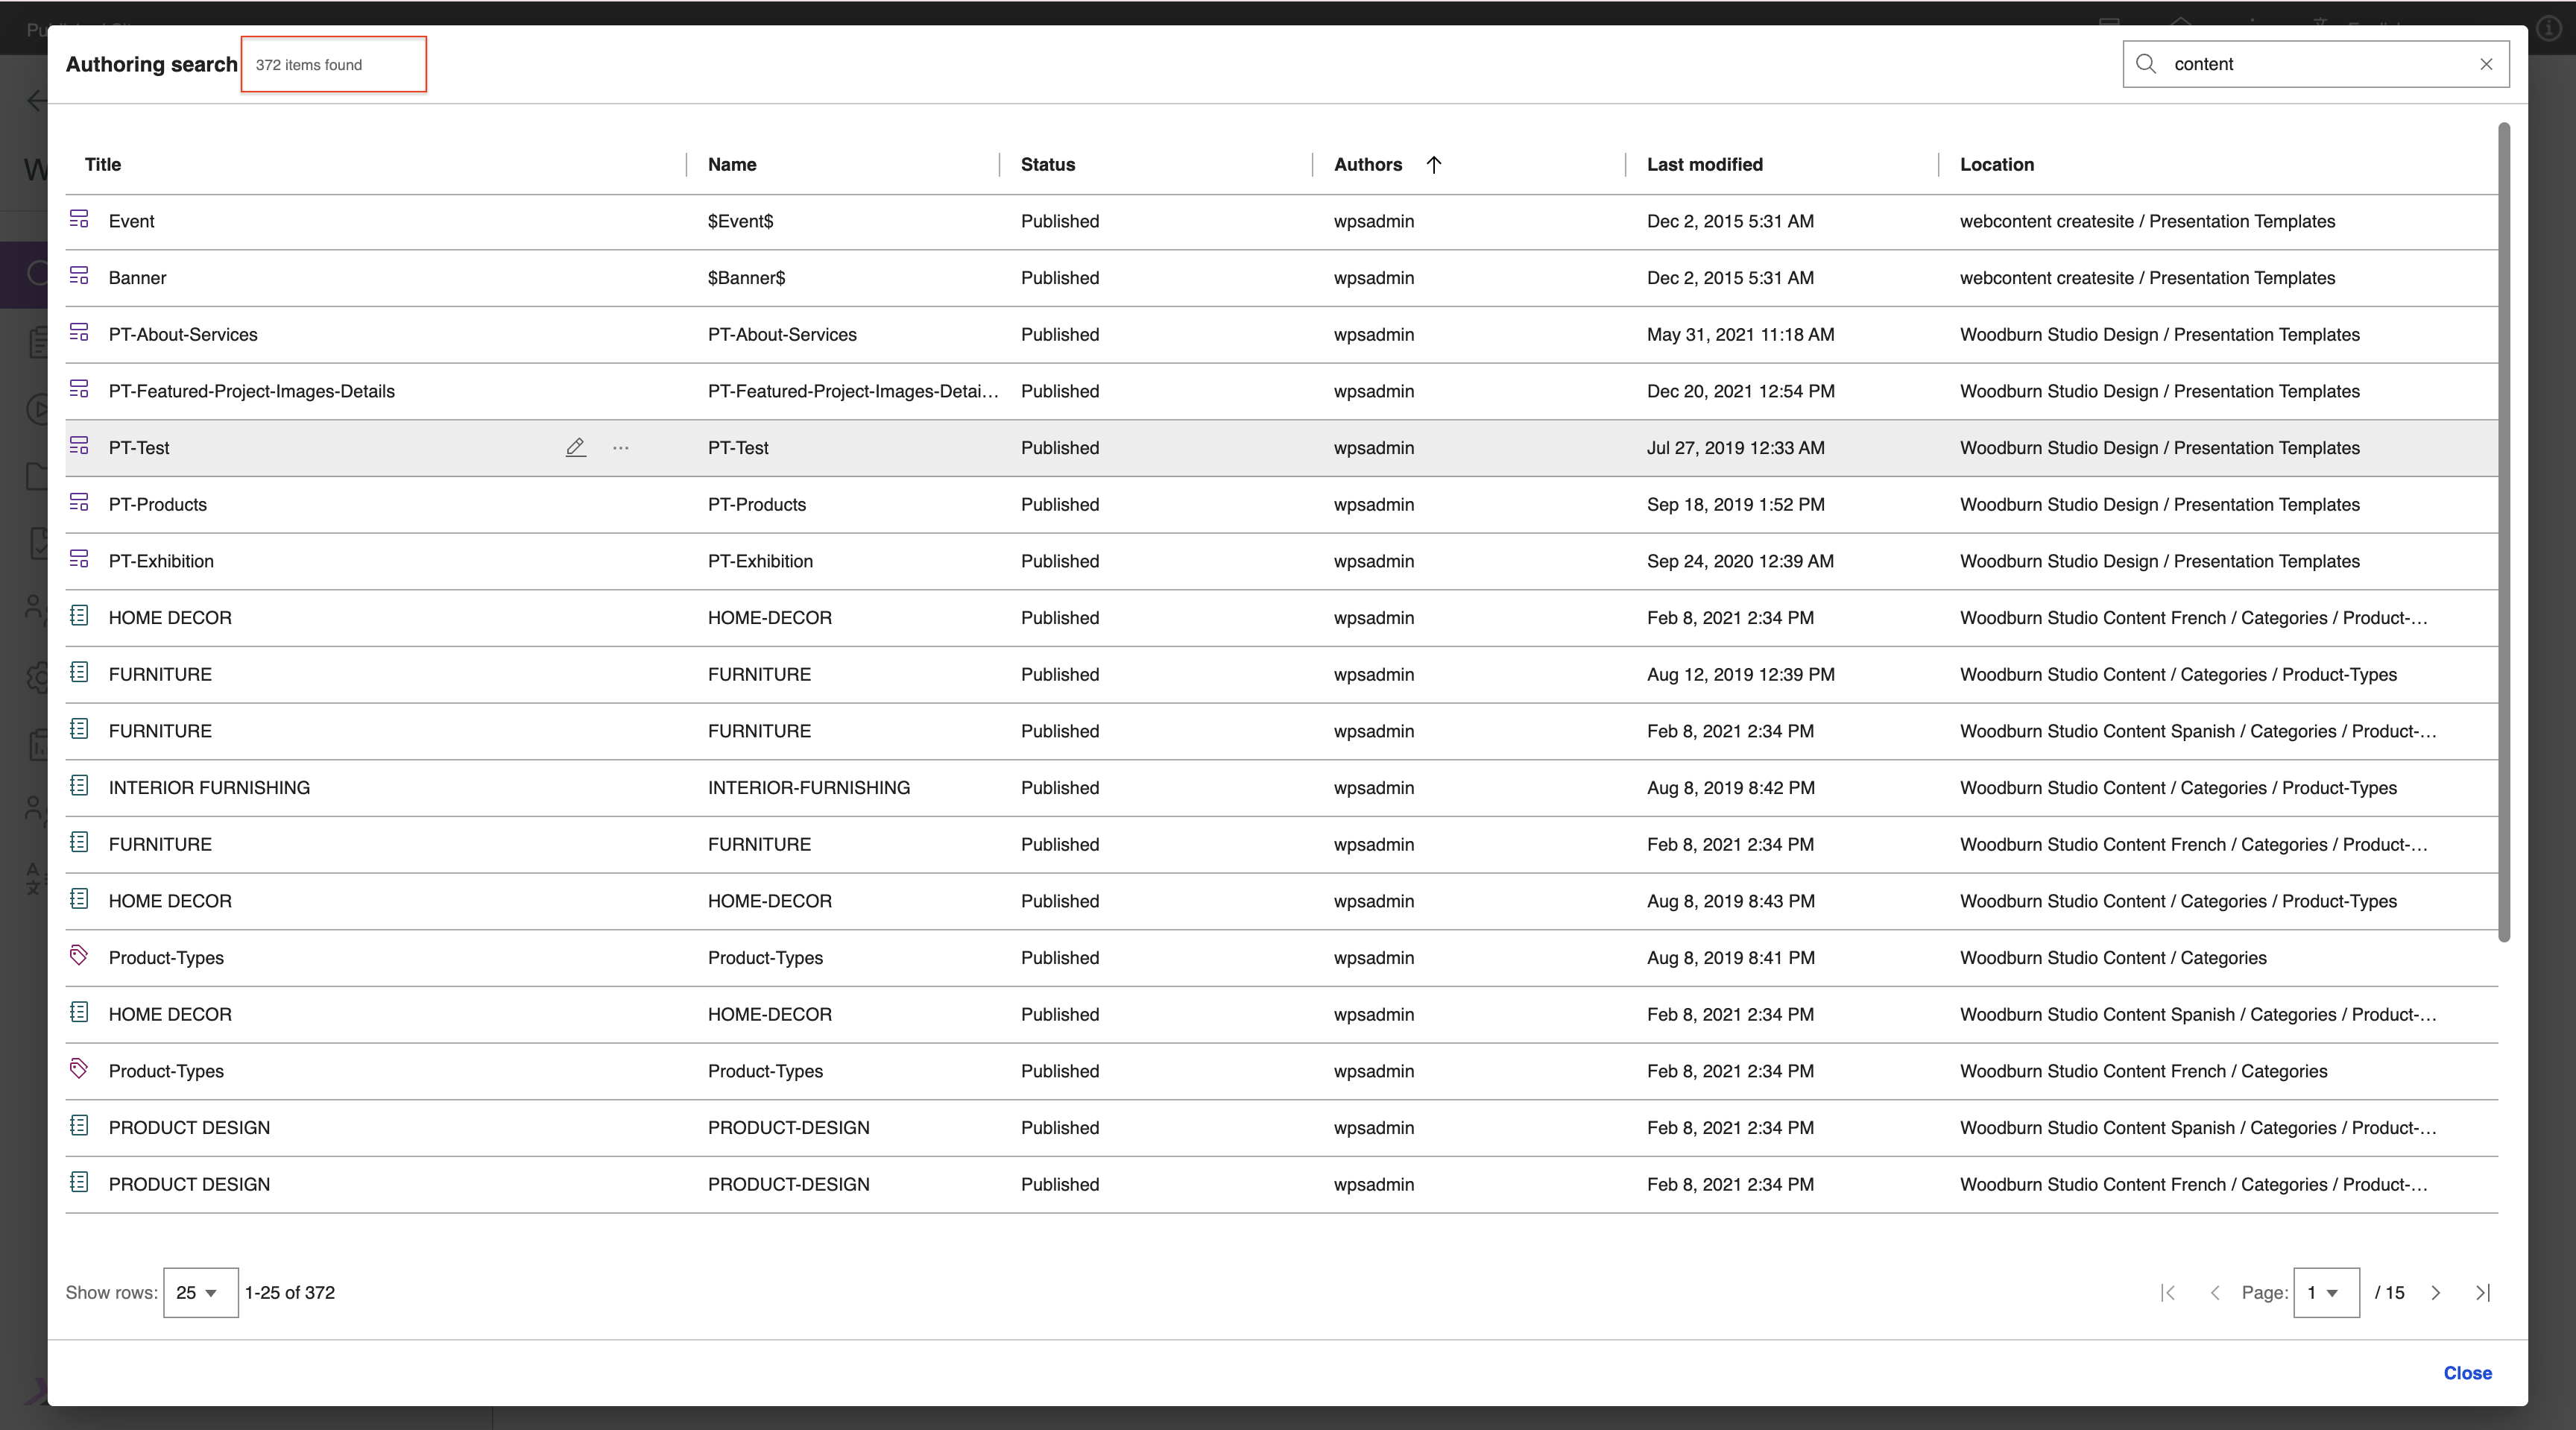 Authoring search 372 items found content
Title Name Status Authors Last modified Location
Event $Event$ Published wpsadmin Dec 2, 2015 5:31 AM webcontent createsite / Presentation Templates
Banner $Banner$ Published wpsadmin Dec 2, 2015 5:31 AM webcontent createsite / Presentation Templates
PT-About-Services PT-About-Services Published wpsadmin May 31, 2021 11:18 AM Woodburn Studio Design / Presentation Templates
PT-Featured-Project-Images-Details PT-Featured-Project-Images-Detai... Published wpsadmin Dec 20, 2021 12:54 PM Woodburn Studio Design / Presentation Templates
PT-Test PT-Test Published wpsadmin Jul 27, 2019 12:33 AM Woodburn Studio Design / Presentation Templates
PT-Products PT-Products Published wpsadmin Sep 18, 2019 1:52 PM Woodburn Studio Design / Presentation Templates
PT-Exhibition PT-Exhibition Published wpsadmin Sep 24, 2020 12:39 AM Woodburn Studio Design / Presentation Templates
HOME DECOR HOME-DECOR Published wpsadmin Feb 8, 2021 2:34 PM Woodburn Studio Content French / Categories / Product-...
FURNITURE FURNITURE Published wpsadmin Aug 12, 2019 12:39 PM Woodburn Studio Content / Categories / Product-Types
FURNITURE FURNITURE Published wpsadmin Feb 8, 2021 2:34 PM Woodburn Studio Content Spanish / Categories / Product-...
INTERIOR FURNISHING INTERIOR-FURNISHING Published wpsadmin Aug 8, 2019 8:42 PM Woodburn Studio Content / Categories / Product-Types
FURNITURE FURNITURE Published wpsadmin Feb 8, 2021 2:34 PM Woodburn Studio Content French / Categories / Product-...
HOME DECOR HOME-DECOR Published wpsadmin Aug 8, 2019 8:43 PM Woodburn Studio Content / Categories / Product-Types
Product-Types Product-Types Published wpsadmin Aug 8, 2019 8:41 PM Woodburn Studio Content / Categories
HOME DECOR HOME-DECOR Published wpsadmin Feb 8, 2021 2:34 PM Woodburn Studio Content Spanish / Categories / Product-...
Product-Types Product-Types Published wpsadmin Feb 8, 2021 2:34 PM Woodburn Studio Content French / Categories
PRODUCT DESIGN PRODUCT-DESIGN Published wpsadmin Feb 8, 2021 2:34 PM Woodburn Studio Content Spanish / Categories / Product-...
PRODUCT DESIGN PRODUCT-DESIGN Published wpsadmin Feb 8, 2021 2:34 PM Woodburn Studio Content French / Categories / Product-...
Show rows: 25 1-25 of 372 Page: 1 / 15
Close